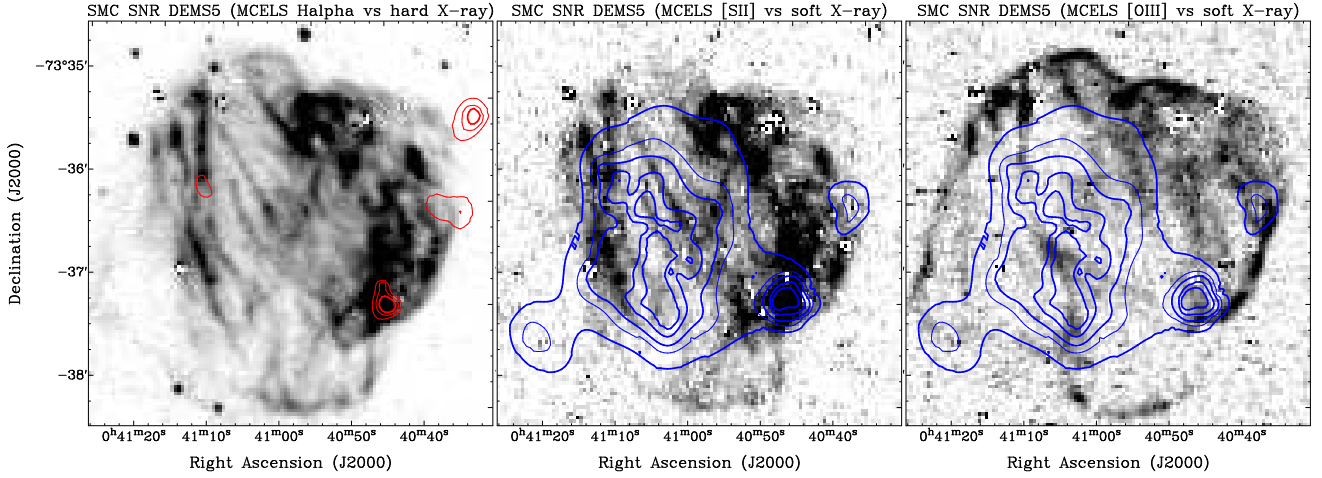 SMC SNR DEMS5 (MCELS Halpha vs hard X-ray)
SMC SNR DEMS5 (MCELS [SII] vs soft X-ray)
SMC SNR DEMS5 (MCELS [OIII] vs soft X-ray)
Declination (J2000)
−73°35′
−36′
−37′
−38′
0ʰ41ᵐ20ˢ 41ᵐ10ˢ 41ᵐ00ˢ 40ᵐ50ˢ 40ᵐ40ˢ
0ʰ41ᵐ20ˢ 41ᵐ10ˢ 41ᵐ00ˢ 40ᵐ50ˢ 40ᵐ40ˢ
0ʰ41ᵐ20ˢ 41ᵐ10ˢ 41ᵐ00ˢ 40ᵐ50ˢ 40ᵐ40ˢ
Right Ascension (J2000)
Right Ascension (J2000)
Right Ascension (J2000)